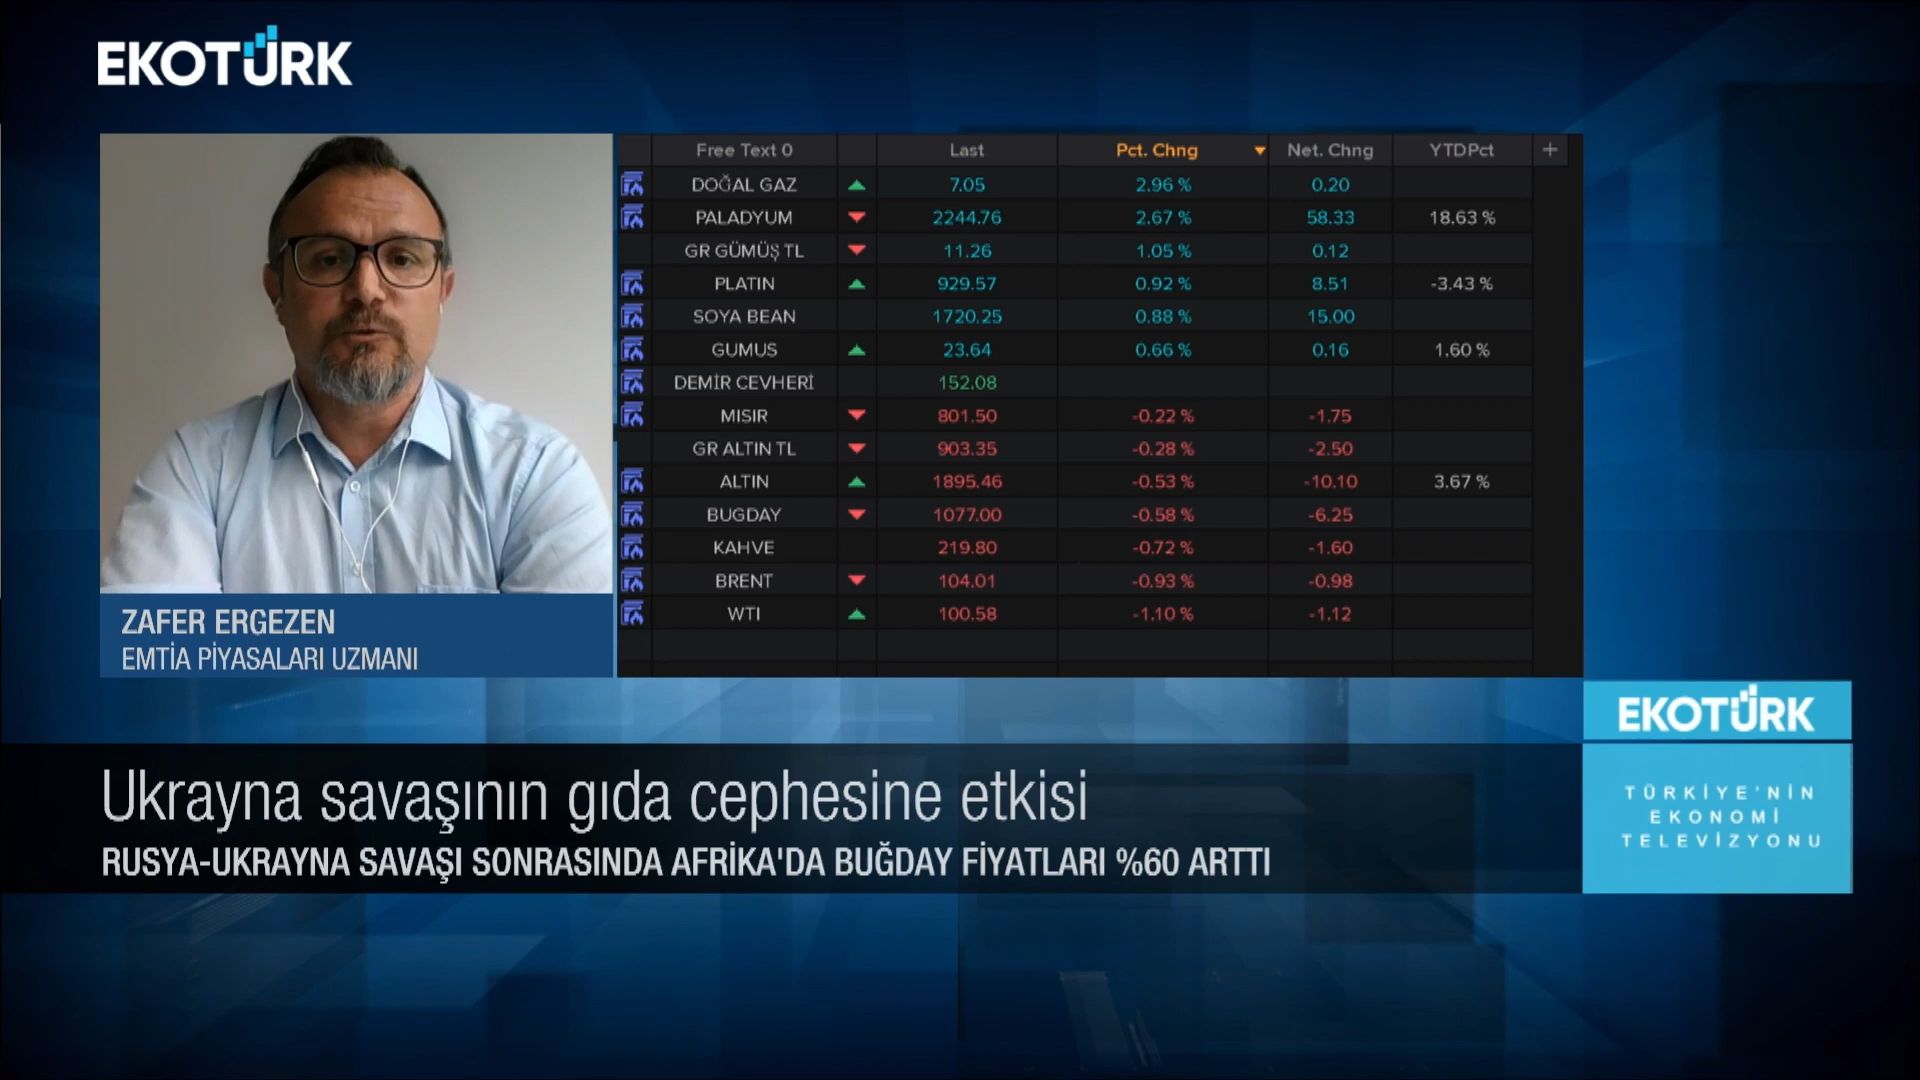 EKOTÜRK
Free Text 0 Last Pct. Chng Net. Chng YTDPct +
DOĞAL GAZ 7.05 2.96 % 0.20
PALADYUM 2244.76 2.67 % 58.33 18.63 %
GR GÜMÜŞ TL 11.26 1.05 % 0.12
PLATIN 929.57 0.92 % 8.51 -3.43 %
SOYA BEAN 1720.25 0.88 % 15.00
GUMUS 23.64 0.66 % 0.16 1.60 %
DEMİR CEVHERİ 152.08
MISIR 801.50 -0.22 % -1.75
GR ALTIN TL 903.35 -0.28 % -2.50
ALTIN 1895.46 -0.53 % -10.10 3.67 %
BUGDAY 1077.00 -0.58 % -6.25
KAHVE 219.80 -0.72 % -1.60
BRENT 104.01 -0.93 % -0.98
WTI 100.58 -1.10 % -1.12
ZAFER ERGEZEN
EMTİA PİYASALARI UZMANI
EKOTÜRK
Ukrayna savaşının gıda cephesine etkisi
RUSYA-UKRAYNA SAVAŞI SONRASINDA AFRİKA'DA BUĞDAY FİYATLARI %60 ARTTI
TÜRKİYE'NİN
EKONOMİ
TELEVİZYONU